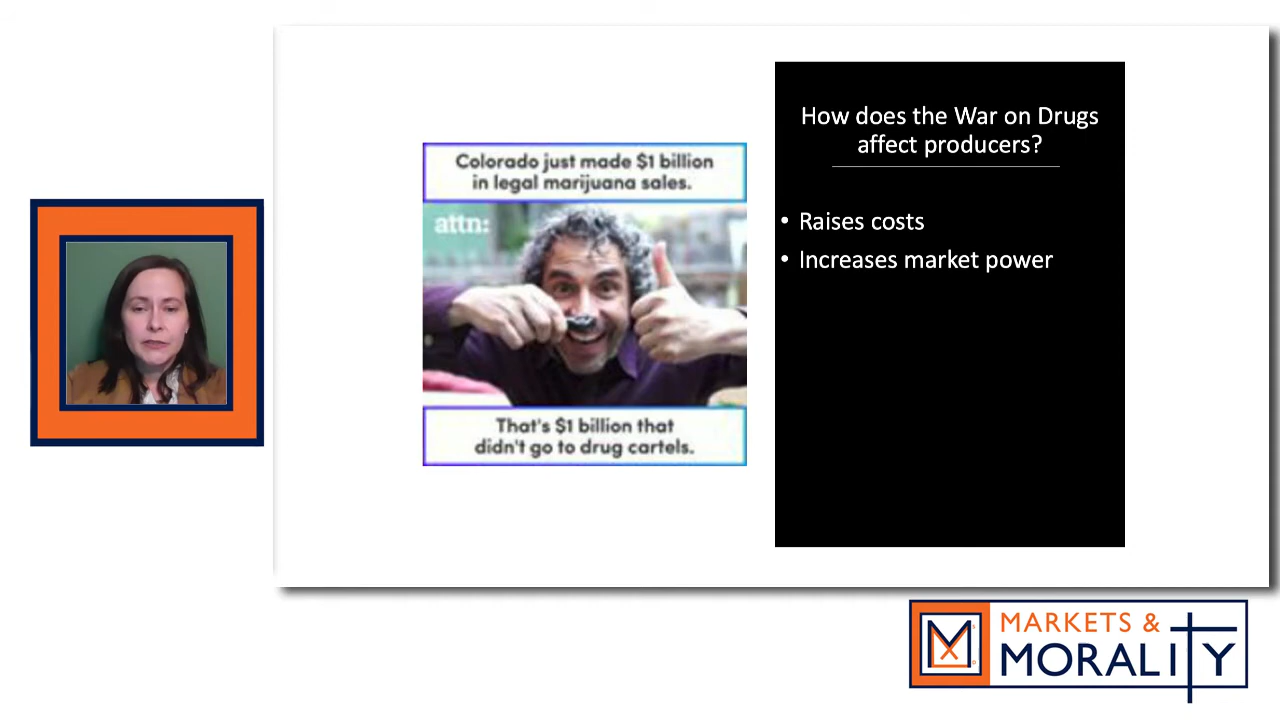 Colorado just made $1 billion
in legal marijuana sales.
attn:
That's $1 billion that
didn't go to drug cartels.
How does the War on Drugs
affect producers?
• Raises costs
• Increases market power
MARKETS &
MORALITY